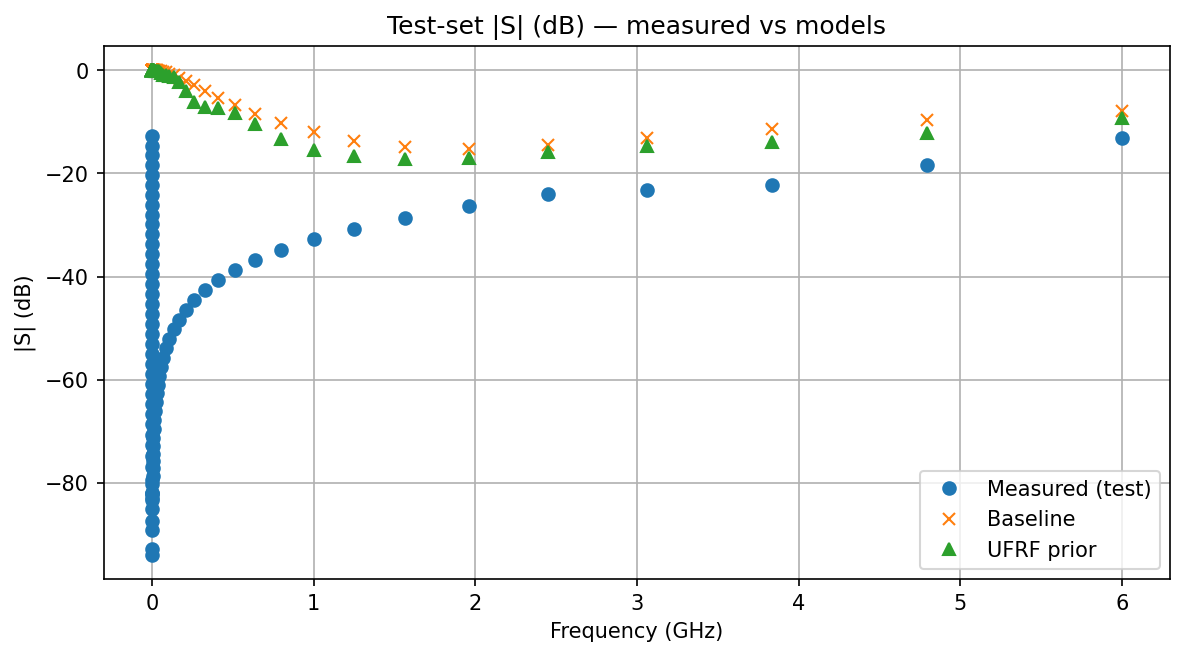 Test-set |S| (dB) — measured vs models
|S| (dB)
0
−20
−40
−60
−80
0 1 2 3 4 5 6
Frequency (GHz)
Measured (test)
Baseline
UFRF prior